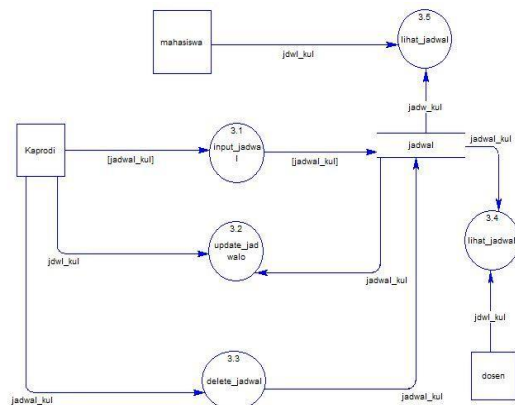 3.5
mahasiswa
lihat_jadwal
jdwl_kul
jadw_kul
3.1
Kaprodi
input_jadwa
l
[jadwal_kul]
[jadwal_kul]
jadwal
jadwal_kul
3.2
update_jad
walo
jdwl_kul
jadwal_kul
3.4
lihat_jadwal
jdwl_kul
3.3
delete_jadwal
jadwal_kul
jadwal_kul
dosen